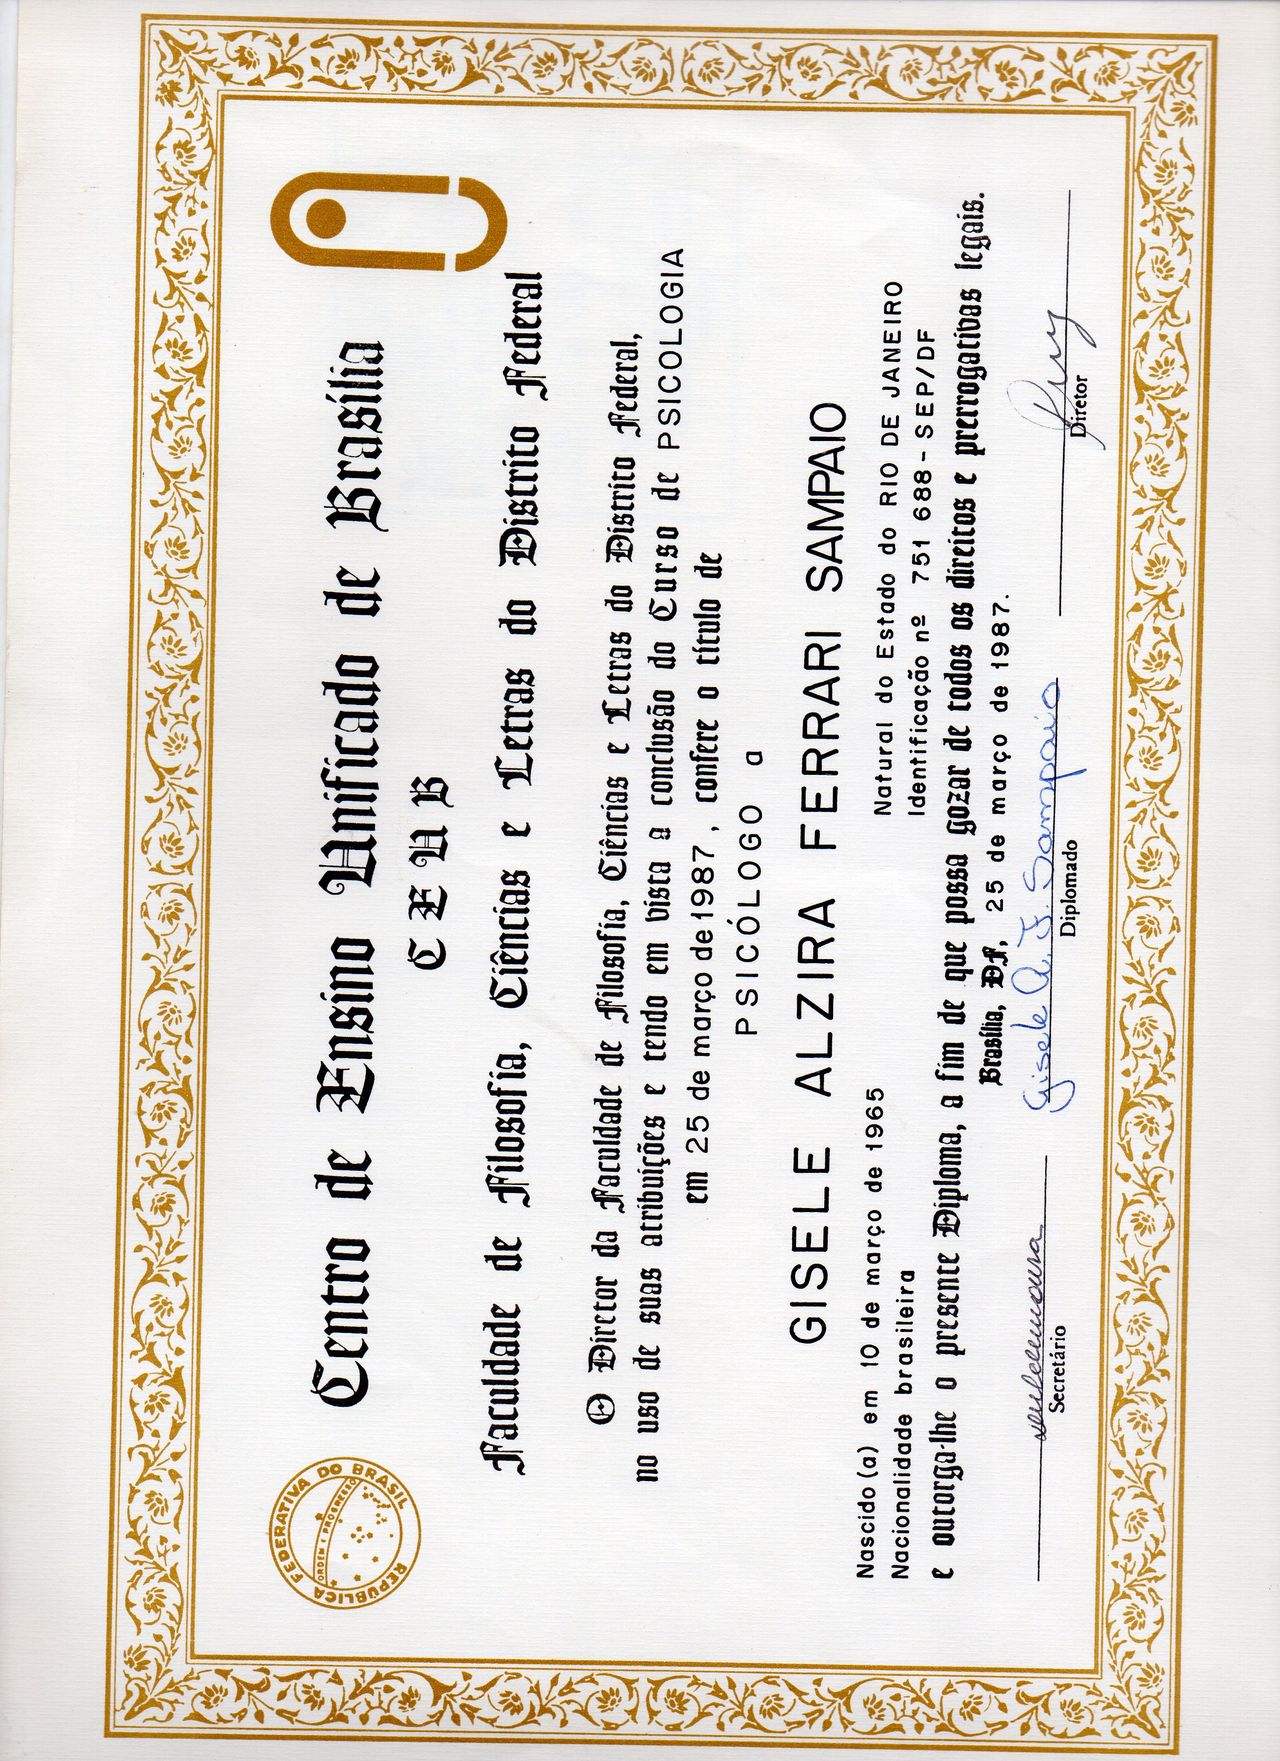 REPÚBLICA FEDERATIVA DO BRASIL
ORDEM E PROGRESSO
Centro de Ensino Unificado de Brasília
C E U B
Faculdade de Filosofia, Ciências e Letras do Distrito Federal
O Diretor da Faculdade de Filosofia, Ciências e Letras do Distrito Federal,
no uso de suas atribuições e tendo em vista a conclusão do Curso de PSICOLOGIA
em 25 de março de 1987, confere o título de
PSICÓLOGO a
GISELE ALZIRA FERRARI SAMPAIO
Nascido (a) em 10 de março de 1965 Natural do Estado do RIO DE JANEIRO
Nacionalidade brasileira Identificação nº 751 688 - SEP/DF
e outorga-lhe o presente Diploma, a fim de que possa gozar de todos os direitos e prerrogativas legais.
Brasília, DF, 25 de março de 1987.
Gisele A. F. Sampaio
Secretário Diplomado Diretor